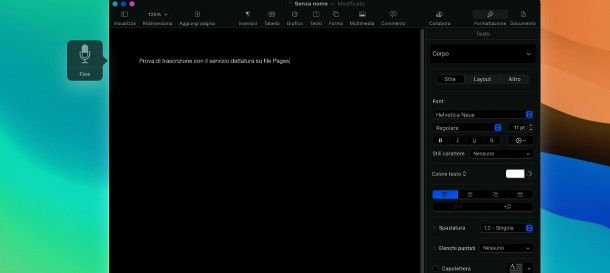 Senza nome — Modificato
125%
Visualizza Ridimensiona Aggiungi pagina Inserisci Tabella Grafico Testo Forma Multimedia Commento Collabora Formattazione Documento
Testo
Fine
Corpo
Prova di trascrizione con il servizio dettatura su file Pages
Stile Layout Altro
Font
Helvetica Neue
Regolare 11 pt
B I U S
Stili carattere Nessuno
Colore testo
Spaziatura 1,0 - Singola
Elenchi puntati Nessuno
Capolettera